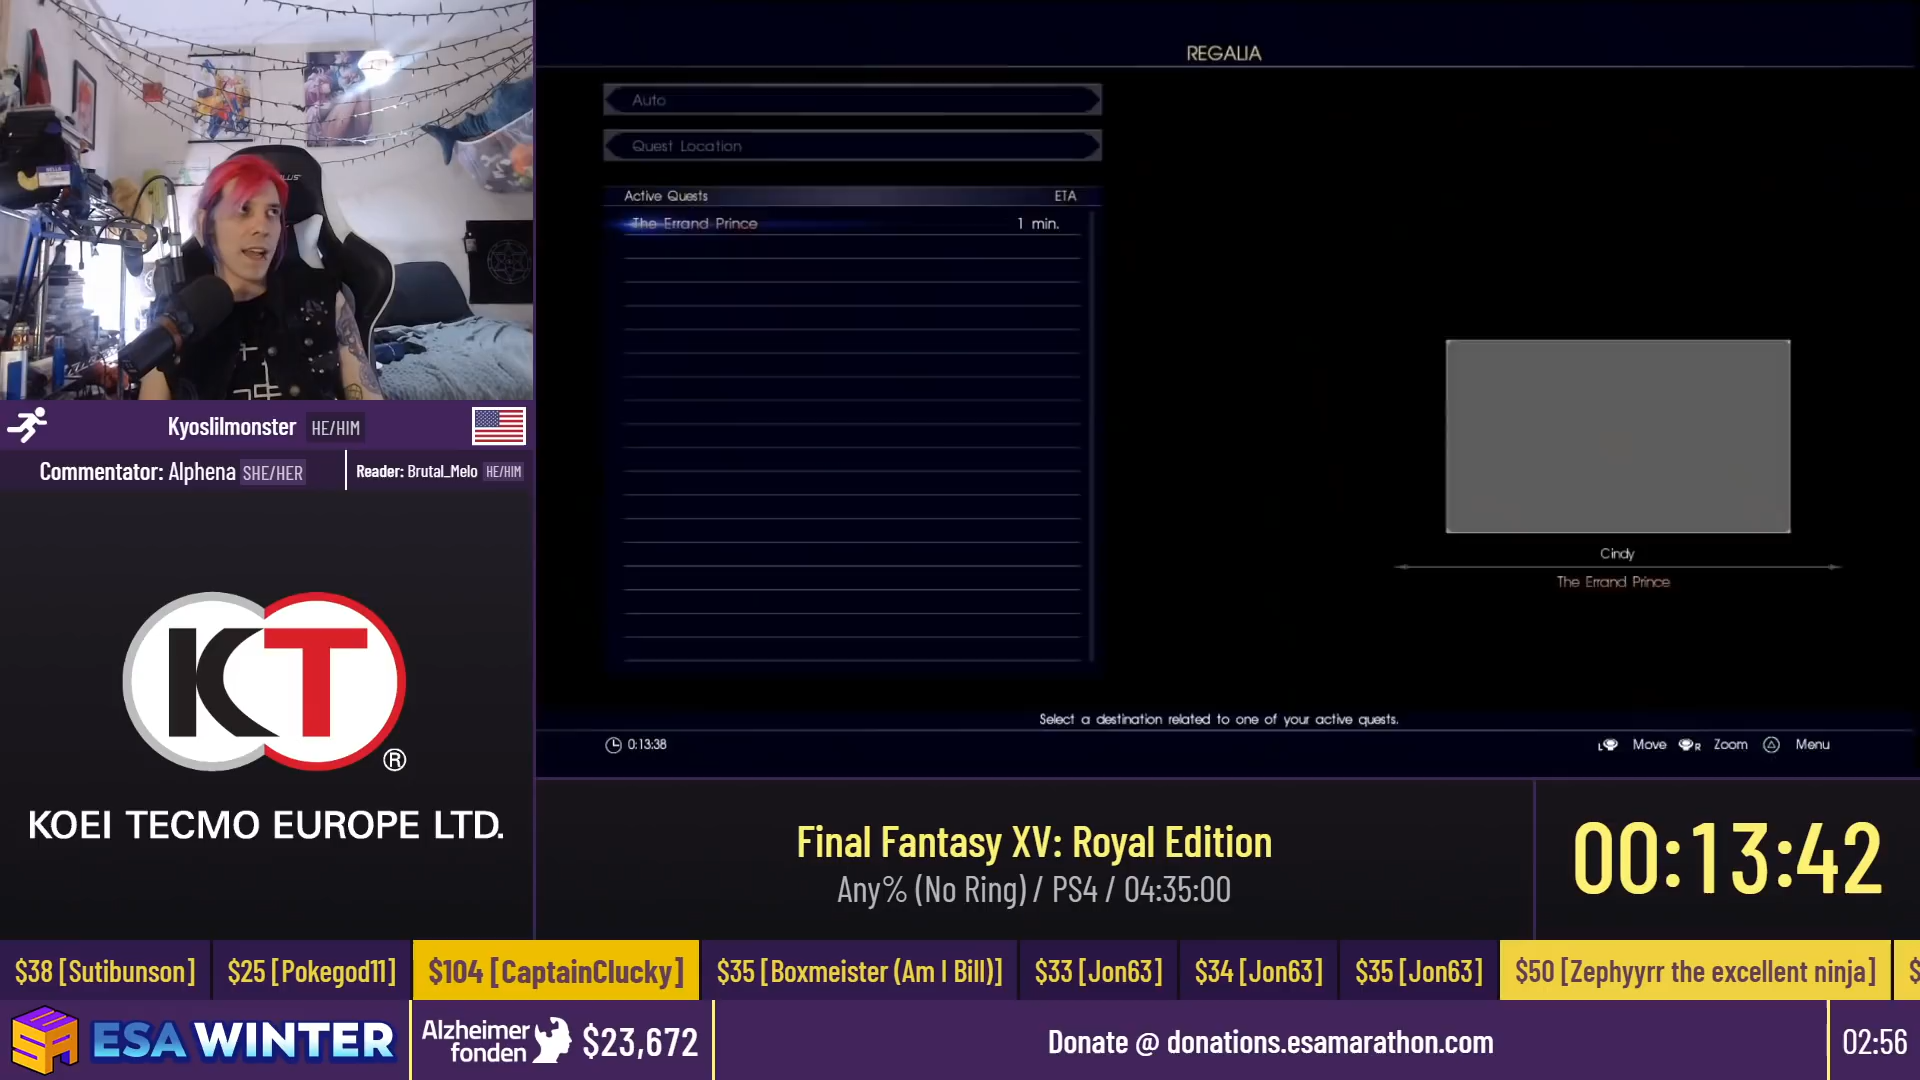 REGALIA
Auto
Quest Location
Active Quests ETA
The Errand Prince 1 min.
Cindy
The Errand Prince
Select a destination related to one of your active quests.
0:13:38
L Move R Zoom Menu
Kyoslilmonster HE/HIM
Commentator: Alphena SHE/HER
Reader: Brutal_Melo HE/HIM
KT
®
KOEI TECMO EUROPE LTD.
Final Fantasy XV: Royal Edition
Any% (No Ring) / PS4 / 04:35:00
00:13:42
$38 [Sutibunson] $25 [Pokegod11] $104 [CaptainClucky] $35 [Boxmeister (Am I Bill)] $33 [Jon63] $34 [Jon63] $35 [Jon63] $50 [Zephyyrr the excellent ninja] $
ESA WINTER
Alzheimer
fonden
$23,672
Donate @ donations.esamarathon.com
02:56